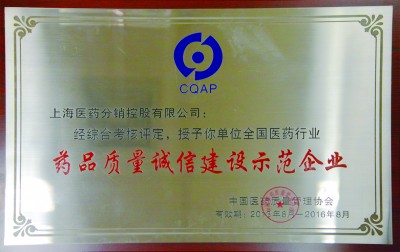 CQAP
上海医药分销控股有限公司：
经综合考核评定，授予你单位全国医药行业
药品质量诚信建设示范企业
中国医药质量管理协会
有效期：2013年8月-2016年8月